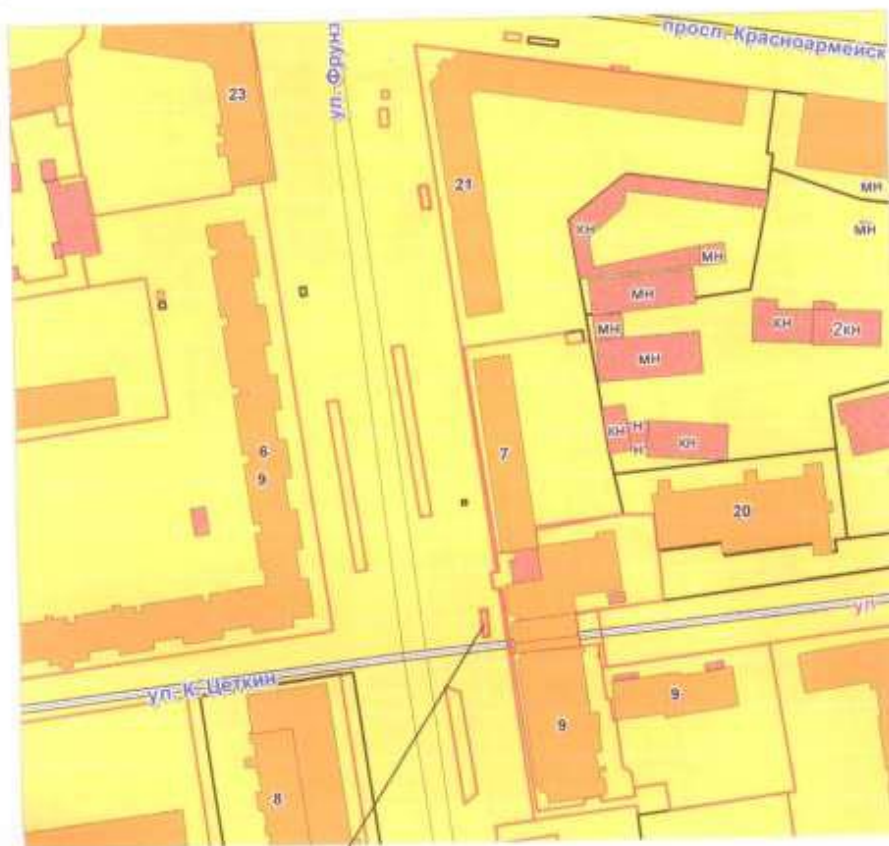 просп. Красноармейск
ул. Фрунз
23
21
мн
мн
кн
мн
мн
кн
2кн
мн
мн
7
кн
н
кн
н
6
9
20
ул
ул. К. Цеткин
9
9
8